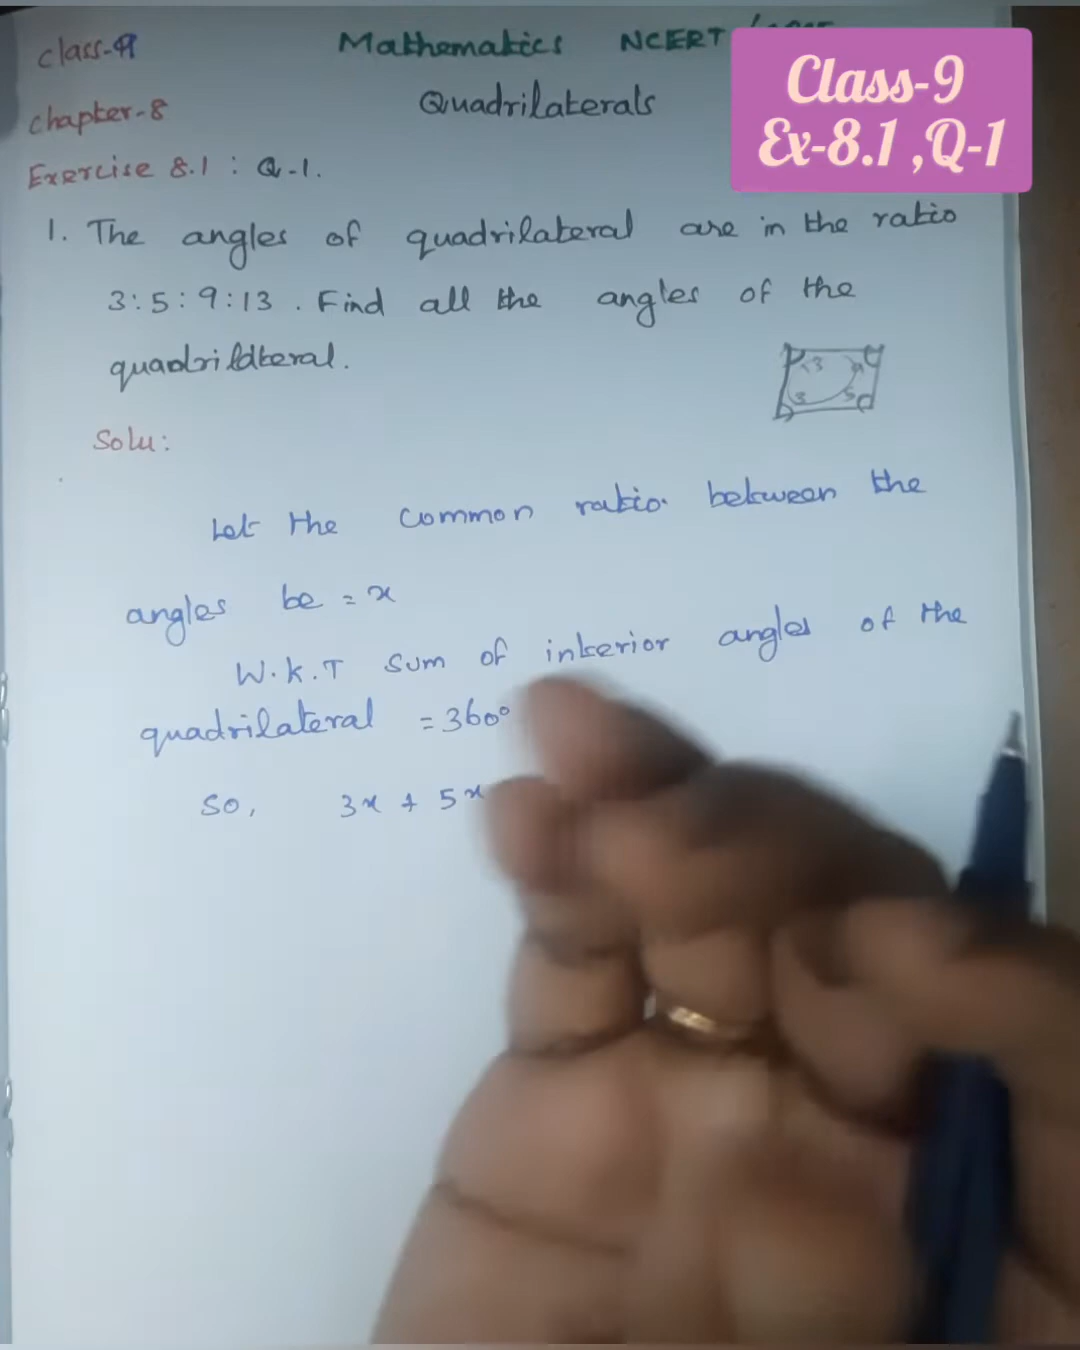 class-9
Mathematics NCERT
Class-9
Ex-8.1 ,Q-1
chapter-8
Quadrilaterals
Exercise 8.1 : Q-1.
1. The angles of quadrilateral are in the ratio
3:5:9:13. Find all the angles of the
quadrilateral.
Solu:
Let the common ratio between the
angles be = x
W.K.T sum of interior angles of the
quadrilateral = 360°
So, 3x + 5x